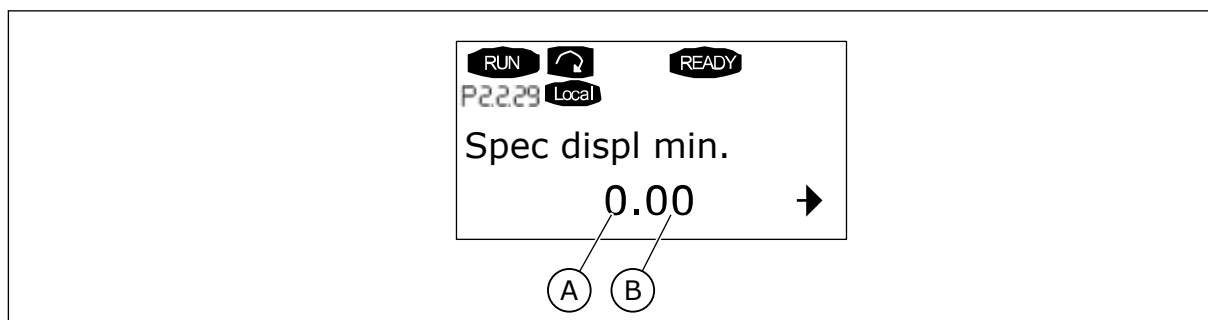 RUN READY
P2.2.29 Local
Spec displ min.
0.00
A B